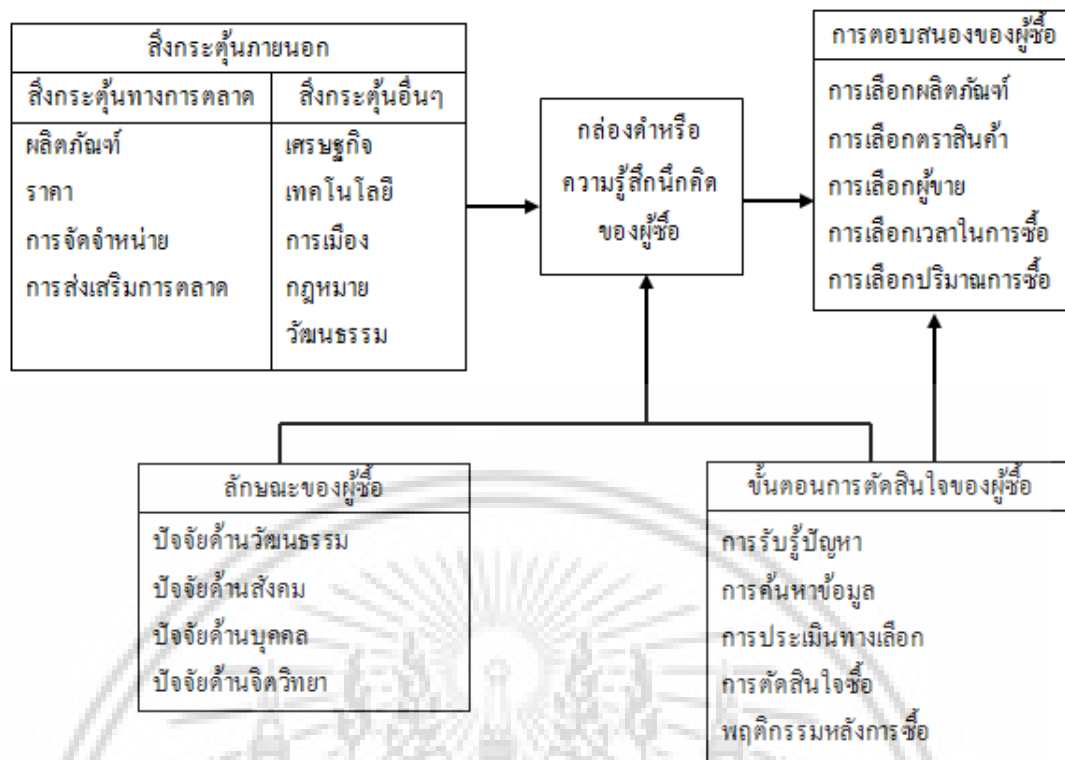 สิ่งกระตุ้นภายนอก
สิ่งกระตุ้นทางการตลาด
ผลิตภัณฑ์
ราคา
การจัดจำหน่าย
การส่งเสริมการตลาด
สิ่งกระตุ้นอื่นๆ
เศรษฐกิจ
เทคโนโลยี
การเมือง
กฎหมาย
วัฒนธรรม
กล่องดำหรือ
ความรู้สึกนึกคิด
ของผู้ซื้อ
การตอบสนองของผู้ซื้อ
การเลือกผลิตภัณฑ์
การเลือกตราสินค้า
การเลือกผู้ขาย
การเลือกเวลาในการซื้อ
การเลือกปริมาณการซื้อ
ลักษณะของผู้ซื้อ
ปัจจัยด้านวัฒนธรรม
ปัจจัยด้านสังคม
ปัจจัยด้านบุคคล
ปัจจัยด้านจิตวิทยา
ขั้นตอนการตัดสินใจของผู้ซื้อ
การรับรู้ปัญหา
การค้นหาข้อมูล
การประเมินทางเลือก
การตัดสินใจซื้อ
พฤติกรรมหลังการซื้อ